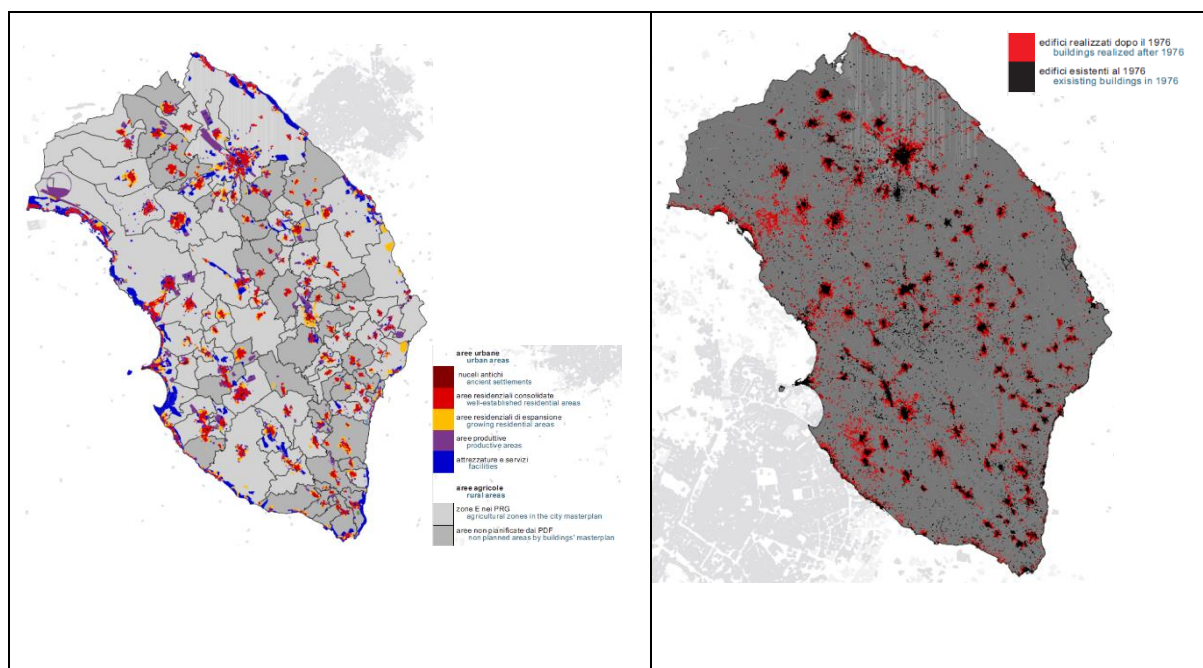 aree urbane
urban areas
nuceli antichi
ancient settlements
aree residenziali consolidate
well-established residential areas
aree residenziali di espansione
growing residential areas
aree produttive
productive areas
attrezzature e servizi
facilities
aree agricole
rural areas
zone E nei PRG
agricultural zones in the city masterplan
aree non pianificate dai PDF
non planned areas by buildings' masterplan
edifici realizzati dopo il 1976
buildings realized after 1976
edifici esistenti al 1976
exisisting buildings in 1976